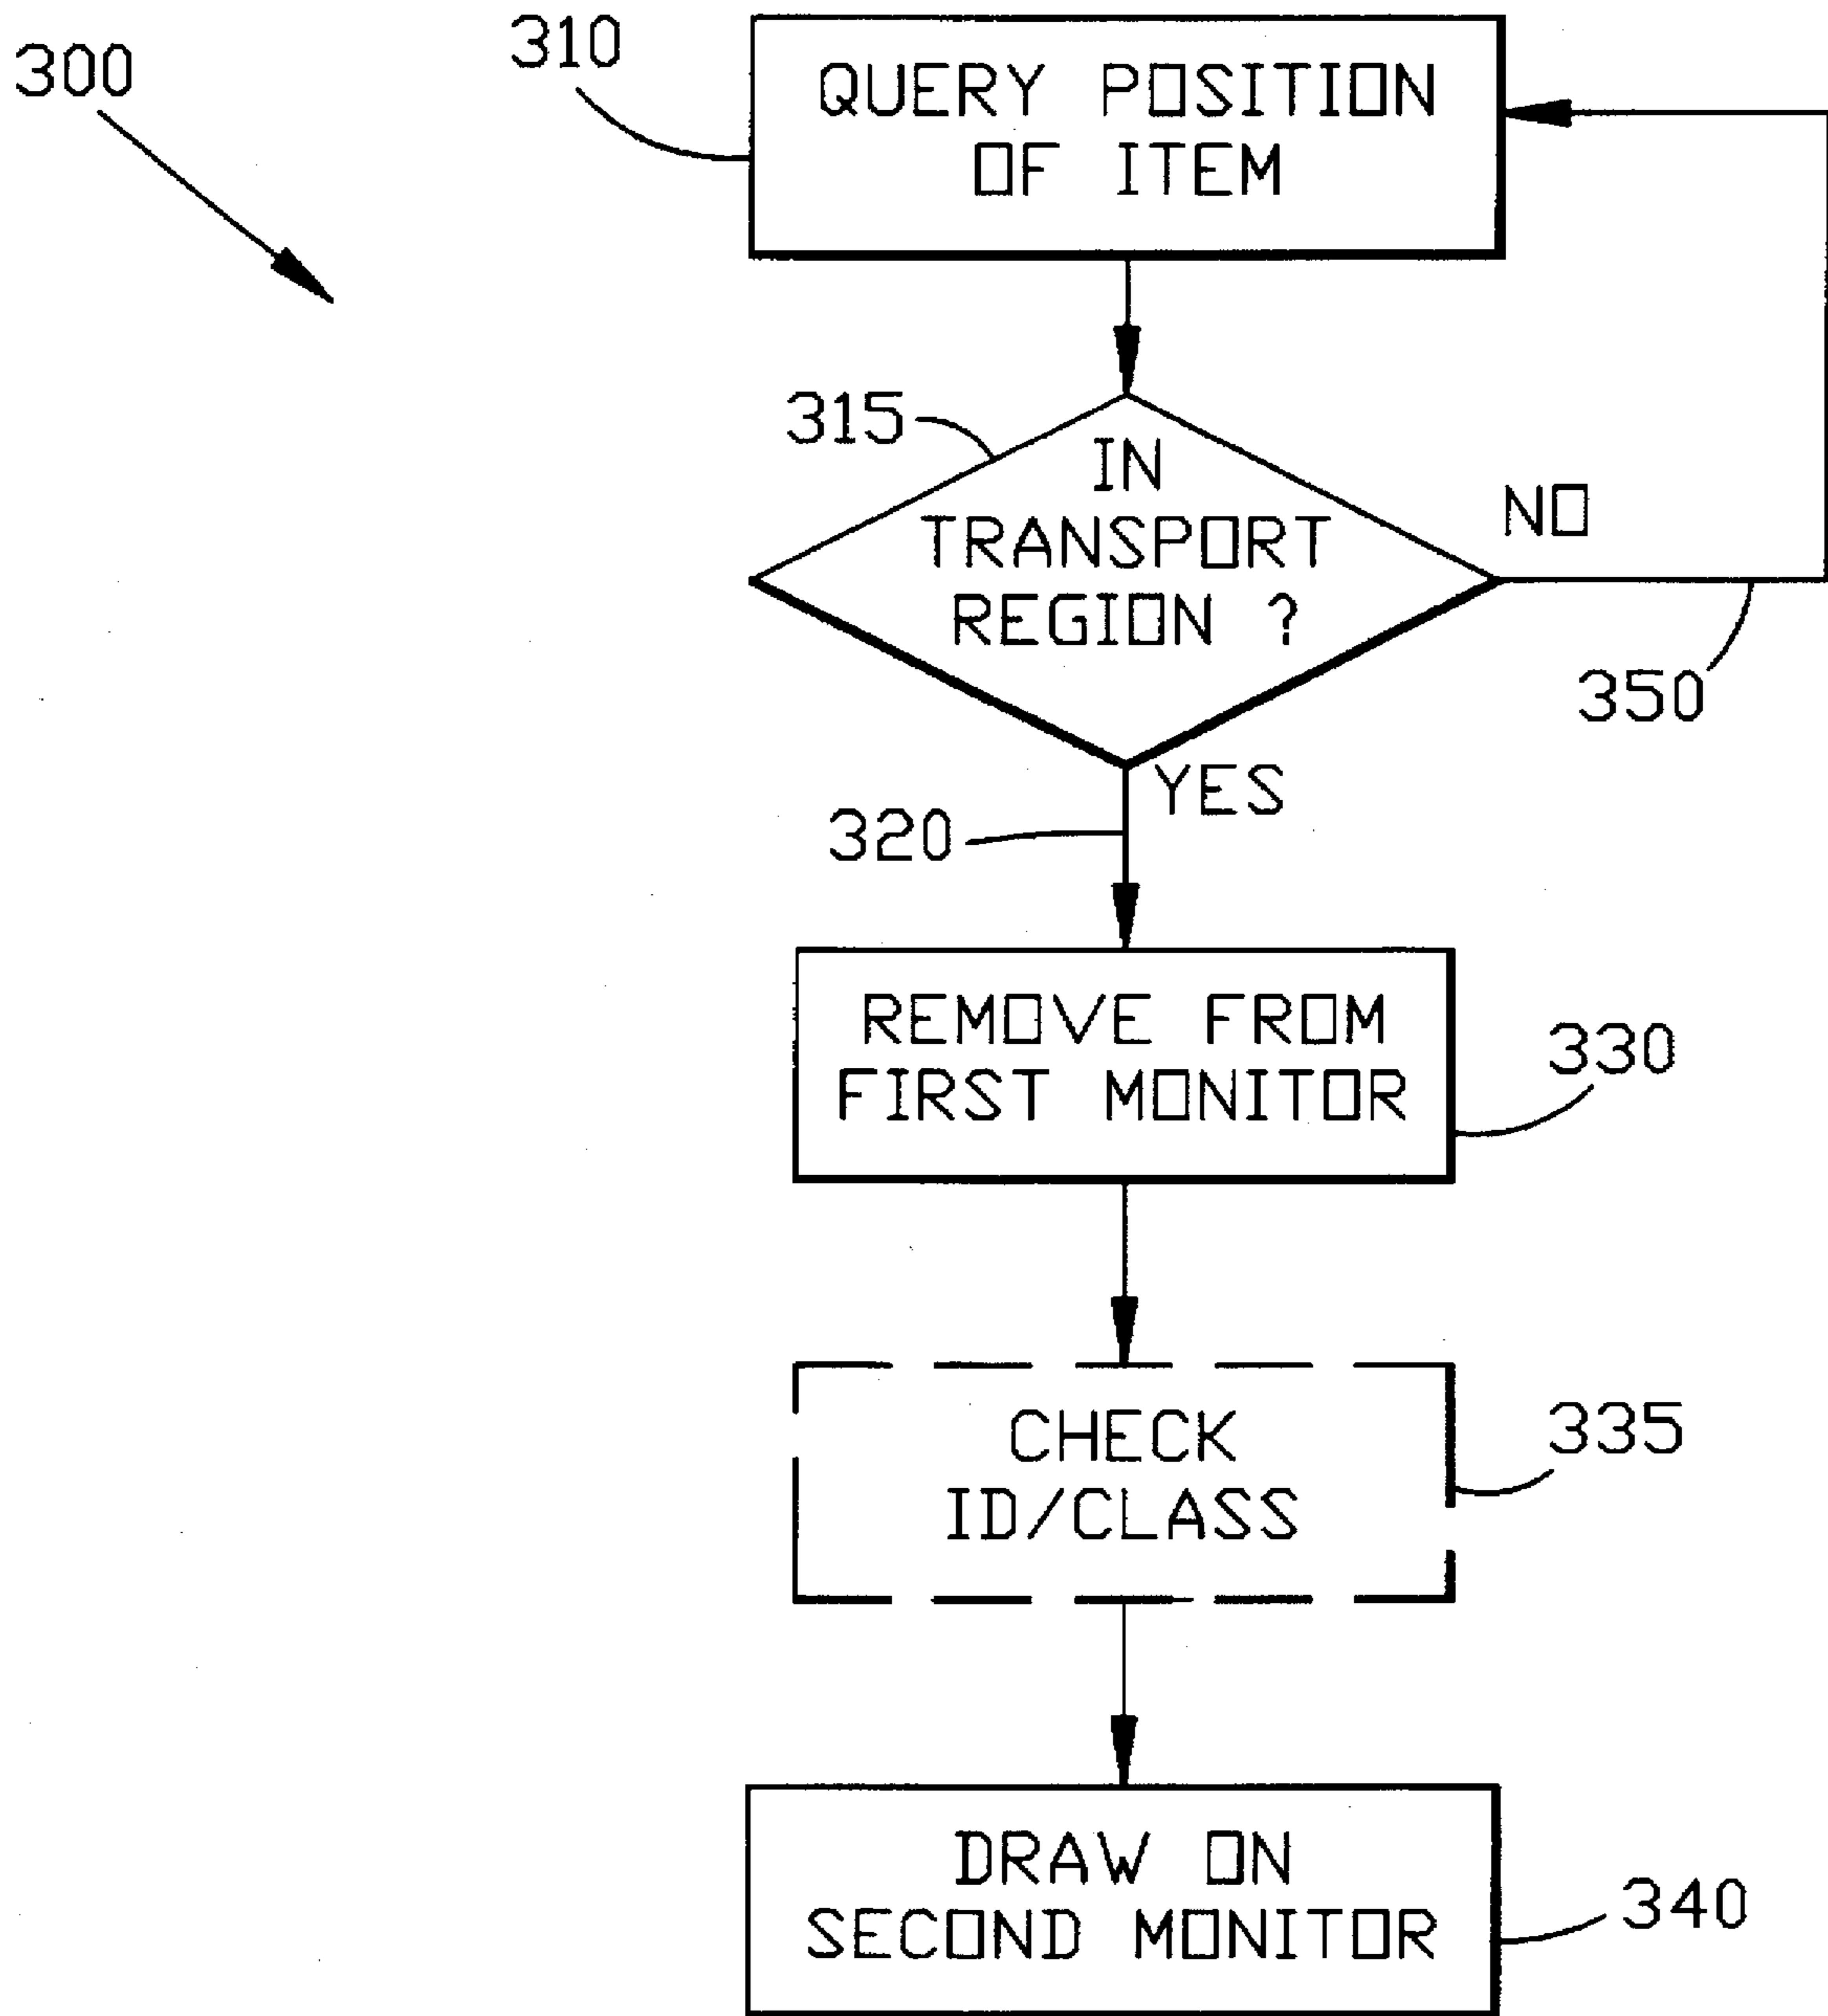 300
310
QUERY POSITION
OF ITEM
315
IN
TRANSPORT
REGION ?
NO
350
YES
320
REMOVE FROM
FIRST MONITOR
330
CHECK
ID/CLASS
335
DRAW ON
SECOND MONITOR
340